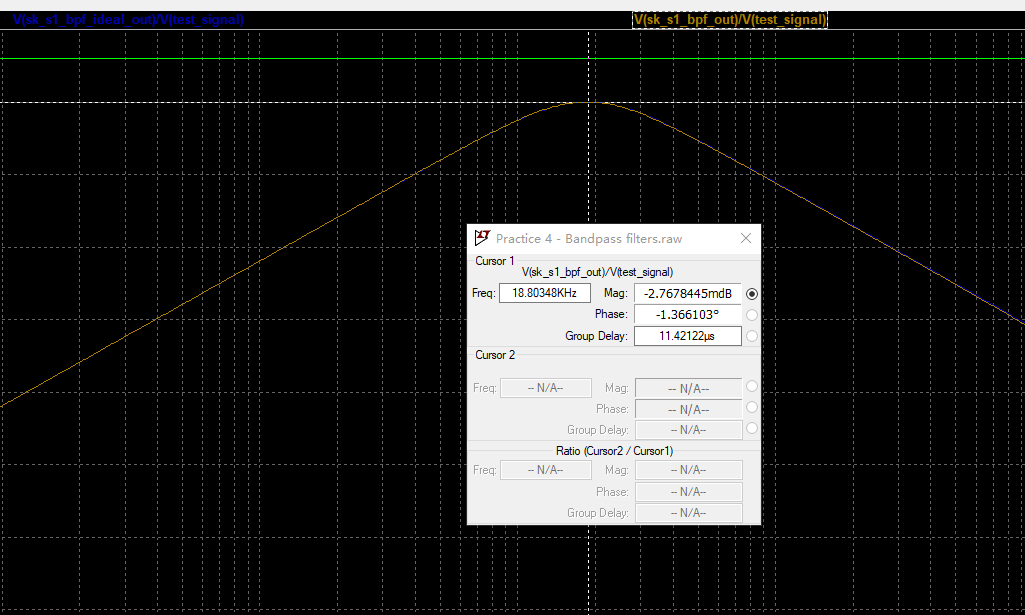 V(sk_s1_bpf_ideal_out)/V(test_signal) V(sk_s1_bpf_out)/V(test_signal)
Practice 4 - Bandpass filters.raw
Cursor 1
V(sk_s1_bpf_out)/V(test_signal)
Freq: 18.80348KHz Mag: -2.7678445mdB
Phase: -1.366103°
Group Delay: 11.42122µs
Cursor 2
Freq: -- N/A-- Mag: -- N/A--
Phase: -- N/A--
Group Delay: -- N/A--
Ratio (Cursor2 / Cursor1)
Freq: -- N/A-- Mag: -- N/A--
Phase: -- N/A--
Group Delay: -- N/A--